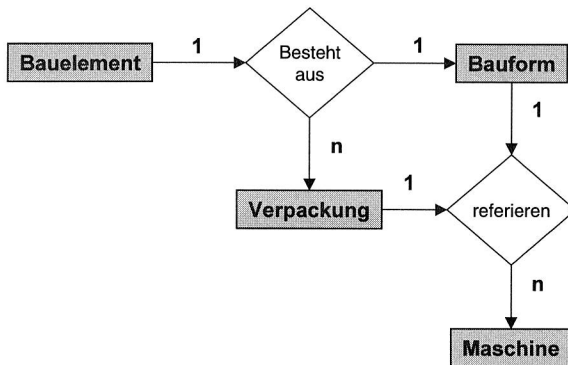 1
Besteht
aus
1
Bauelement
Bauform
1
n
1
Verpackung
referieren
n
Maschine